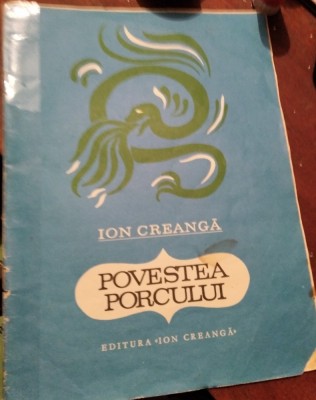 ION CREANGĂ
POVESTEA
PORCULUI
EDITURA «ION CREANGĂ»